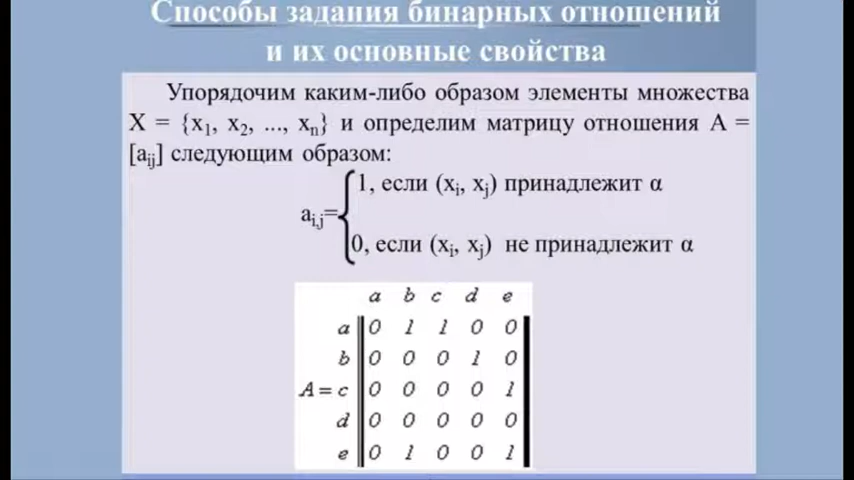 Способы задания бинарных отношений
и их основные свойства
Упорядочим каким-либо образом элементы множества
X = {x1, x2, ..., xn} и определим матрицу отношения A =
[aij] следующим образом:
1, если (xi, xj) принадлежит α
ai,j=
0, если (xi, xj) не принадлежит α
a b c d e
a 0 1 1 0 0
b 0 0 0 1 0
A = c 0 0 0 0 1
d 0 0 0 0 0
e 0 1 0 0 1